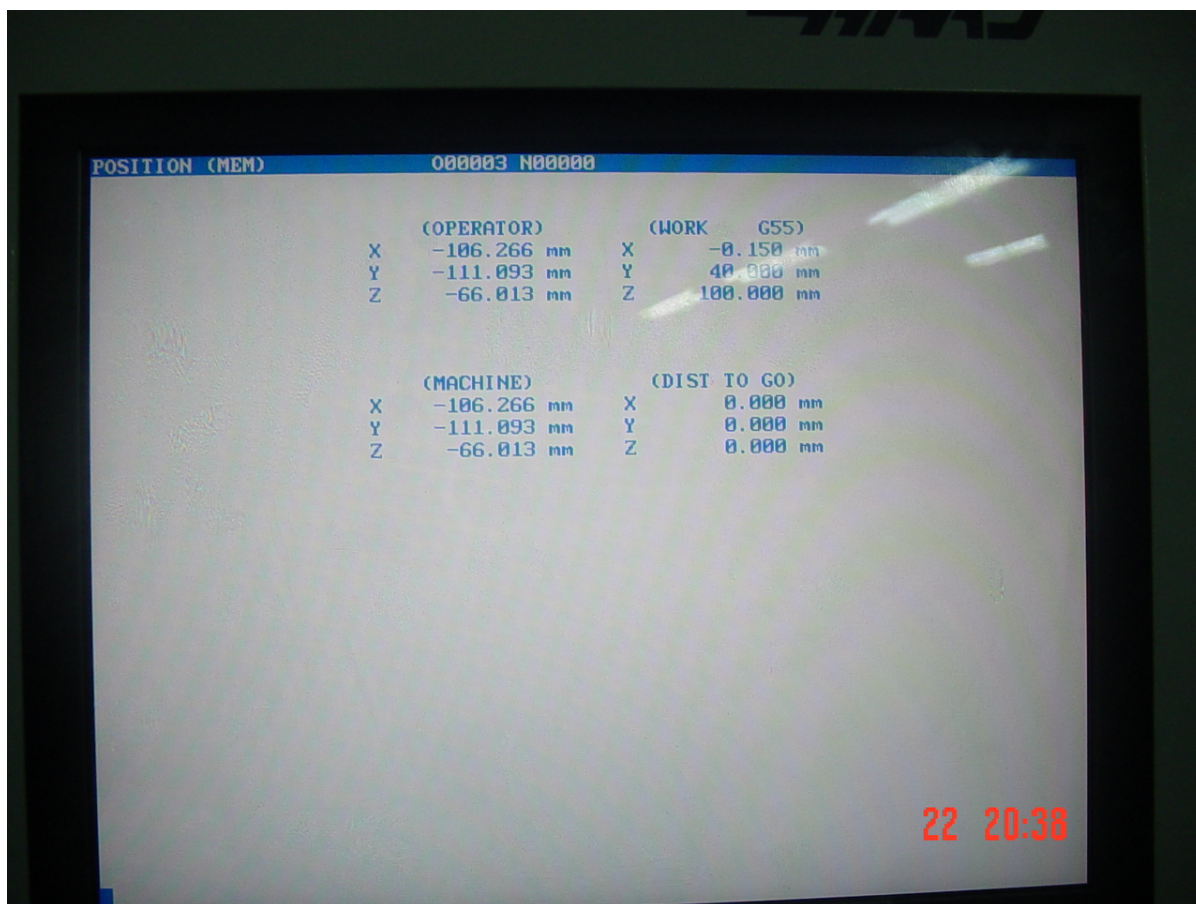 HAAS
POSITION (MEM) O00003 N00000
(OPERATOR) (WORK G55)
X -106.266 mm X -0.150 mm
Y -111.093 mm Y 40.000 mm
Z -66.013 mm Z 100.000 mm
(MACHINE) (DIST TO GO)
X -106.266 mm X 0.000 mm
Y -111.093 mm Y 0.000 mm
Z -66.013 mm Z 0.000 mm
22 20:38